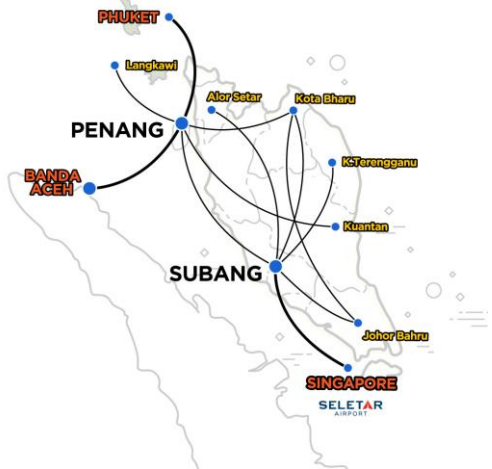 PHUKET
Langkawi
Alor Setar
Kota Bharu
PENANG
K.Terengganu
BANDA
ACEH
Kuantan
SUBANG
Johor Bahru
SINGAPORE
SELETAR
AIRPORT